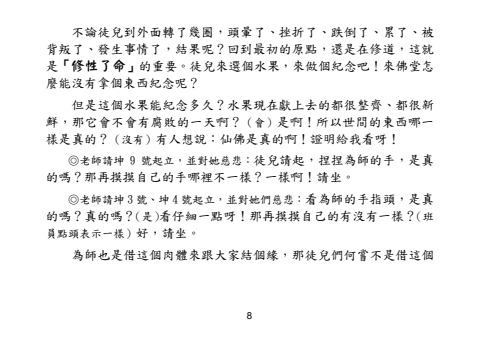 不論徒兒到外面轉了幾圈，頭暈了、挫折了、跌倒了、累了、被
背叛了、發生事情了，結果呢？回到最初的原點，還是在修道，這就
是「修性了命」的重要。徒兒來選個水果，來做個紀念吧！來佛堂怎
麼能沒有拿個東西紀念呢？
但是這個水果能紀念多久？水果現在獻上去的都很整齊、都很新
鮮，那它會不會有腐敗的一天啊？（會）是啊！所以世間的東西哪一
樣是真的？（沒有）有人想說：仙佛是真的啊！證明給我看呀！
◎老師請坤 9 號起立，並對她慈悲：徒兒請起，捏捏為師的手，是真
的嗎？那再摸摸自己的手哪裡不一樣？一樣啊！請坐。
◎老師請坤 3 號、坤 4 號起立，並對她們慈悲：看為師的手指頭，是真
的嗎？真的嗎？(是)看仔細一點呀！那再摸摸自己的有沒有一樣？(班
員點頭表示一樣) 好，請坐。
為師也是借這個肉體來跟大家結個緣，那徒兒們何嘗不是借這個
8